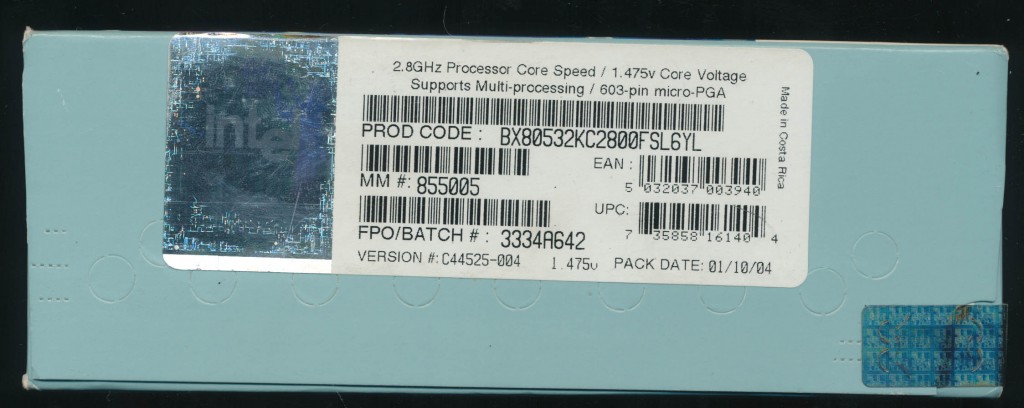 intel
2.8GHz Processor Core Speed / 1.475v Core Voltage
Supports Multi-processing / 603-pin micro-PGA
PROD CODE : BX80532KC2800FSL6YL
EAN :
5 032037 003940
MM #: 855005
UPC:
7 35858 16140 4
FPO/BATCH # : 3334A642
VERSION #: C44525-004 1.475v PACK DATE: 01/10/04
Made in Costa Rica